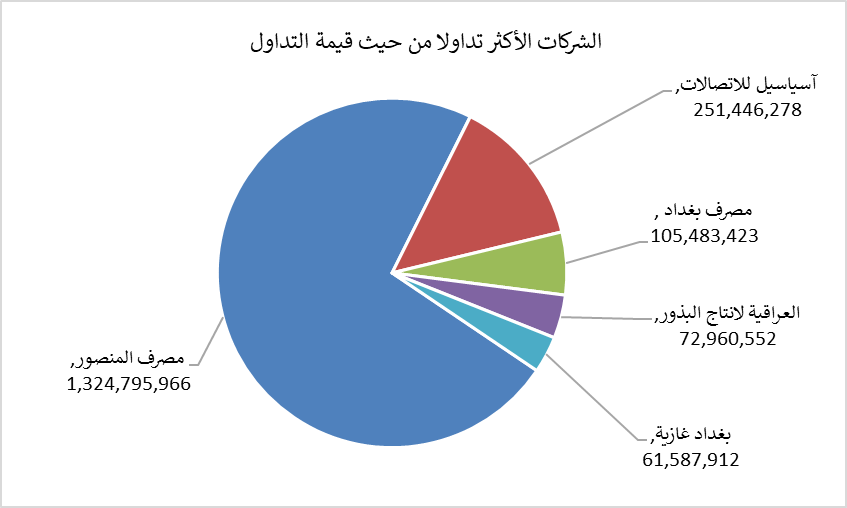 الشركات الأكثر تداولا من حيث قيمة التداول
آسياسيل للاتصالات,
251,446,278
مصرف بغداد ,
105,483,423
العراقية لانتاج البذور,
72,960,552
بغداد غازية,
61,587,912
مصرف المنصور,
1,324,795,966